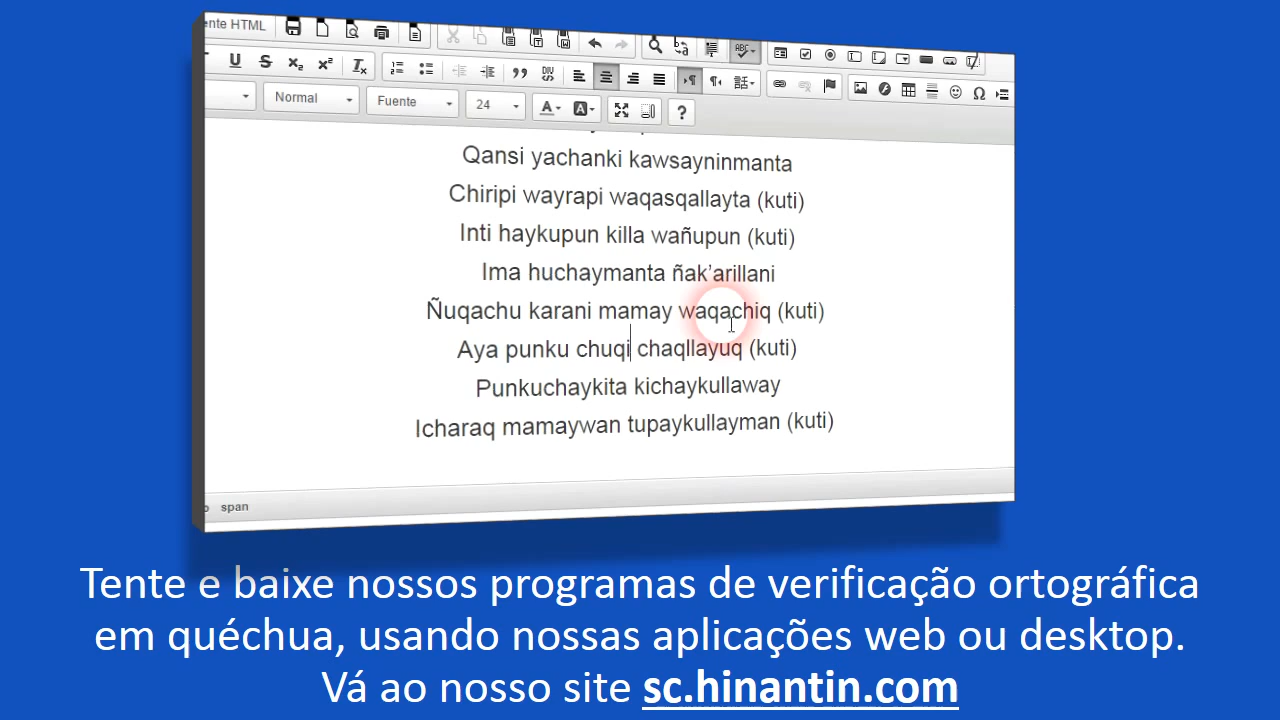 ente HTML
Normal Fuente 24
Qansi yachanki kawsayninmanta
Chiripi wayrapi waqasqallayta (kuti)
Inti haykupun killa wañupun (kuti)
Ima huchaymanta ñak'arillani
Ñuqachu karani mamay waqachiq (kuti)
Aya punku chuqi chaqllayuq (kuti)
Punkuchaykita kichaykullaway
Icharaq mamaywan tupaykullayman (kuti)
span
Tente e baixe nossos programas de verificação ortográfica
em quéchua, usando nossas aplicações web ou desktop.
Vá ao nosso site sc.hinantin.com